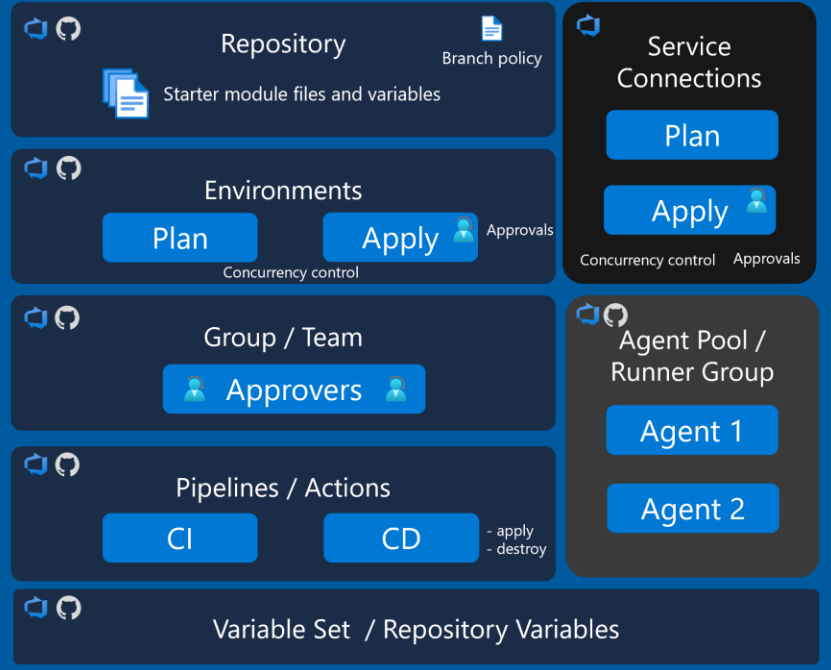 Repository
Branch policy
Starter module files and variables
Environments
Plan
Apply
Approvals
Concurrency control
Group / Team
Approvers
Pipelines / Actions
CI
CD
- apply
- destroy
Variable Set / Repository Variables
Service
Connections
Plan
Apply
Concurrency control
Approvals
Agent Pool /
Runner Group
Agent 1
Agent 2